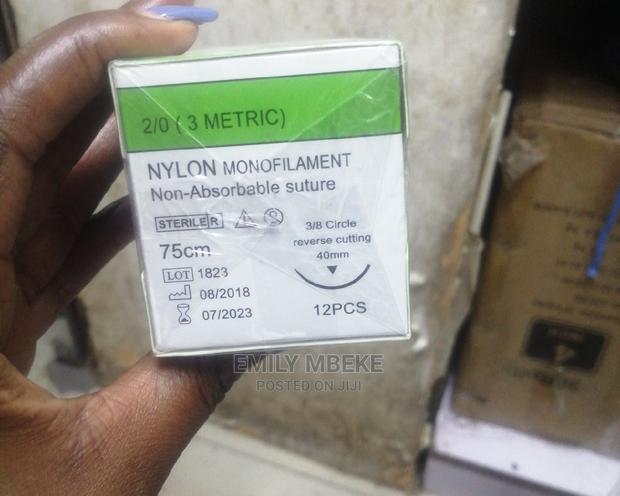 2/0 ( 3 METRIC)
NYLON MONOFILAMENT
Non-Absorbable suture
STERILE R
3/8 Circle
reverse cutting
40mm
75cm
LOT 1823
08/2018
07/2023
12PCS
EMILY MBEKE
POSTED ON JIJI